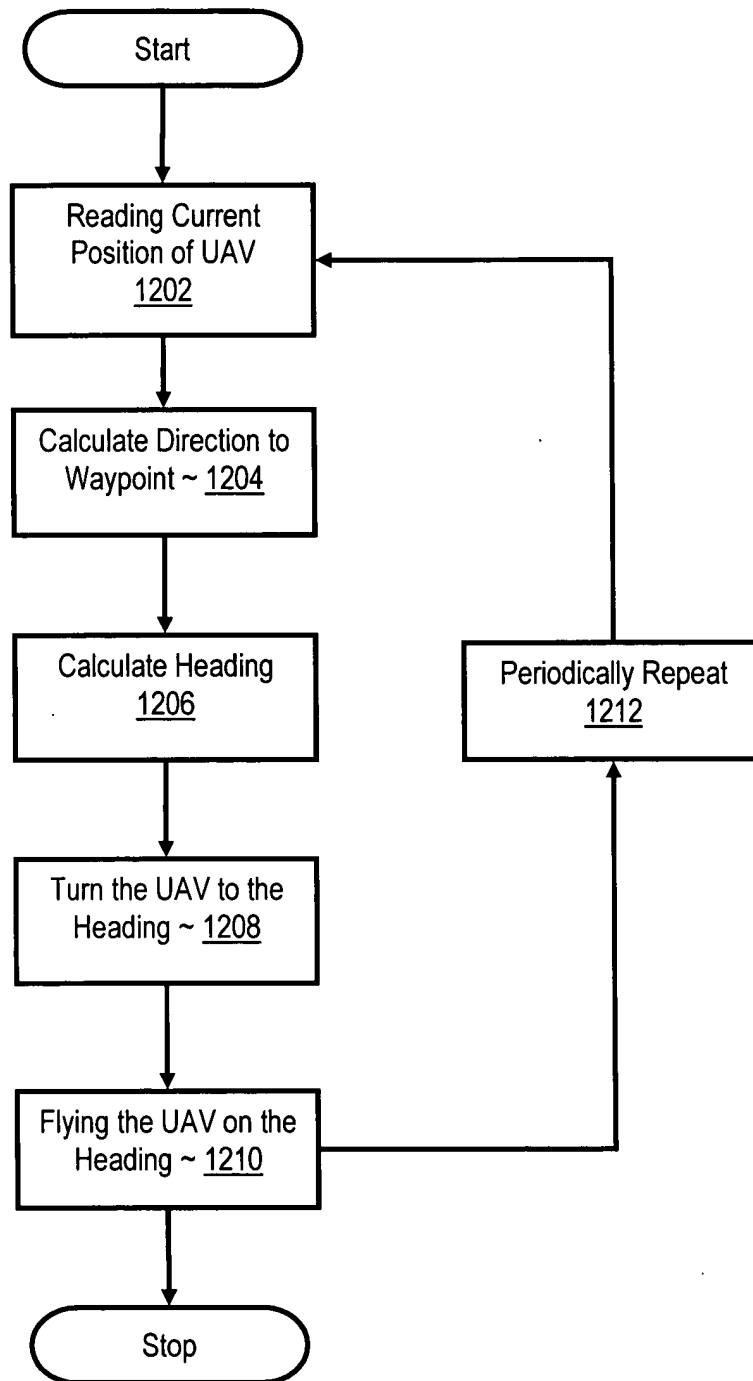 Start
Reading Current
Position of UAV
1202
Calculate Direction to
Waypoint ~ 1204
Calculate Heading
1206
Periodically Repeat
1212
Turn the UAV to the
Heading ~ 1208
Flying the UAV on the
Heading ~ 1210
Stop